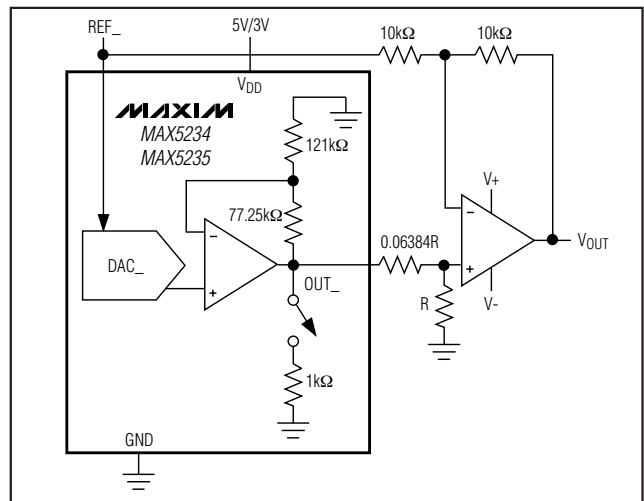 REF_
5V/3V
10kΩ
10kΩ
VDD
MAXIM
MAX5234
MAX5235
121kΩ
77.25kΩ
V+
0.06384R
DAC_
−
+
−
+
VOUT
OUT_
R
V-
1kΩ
GND